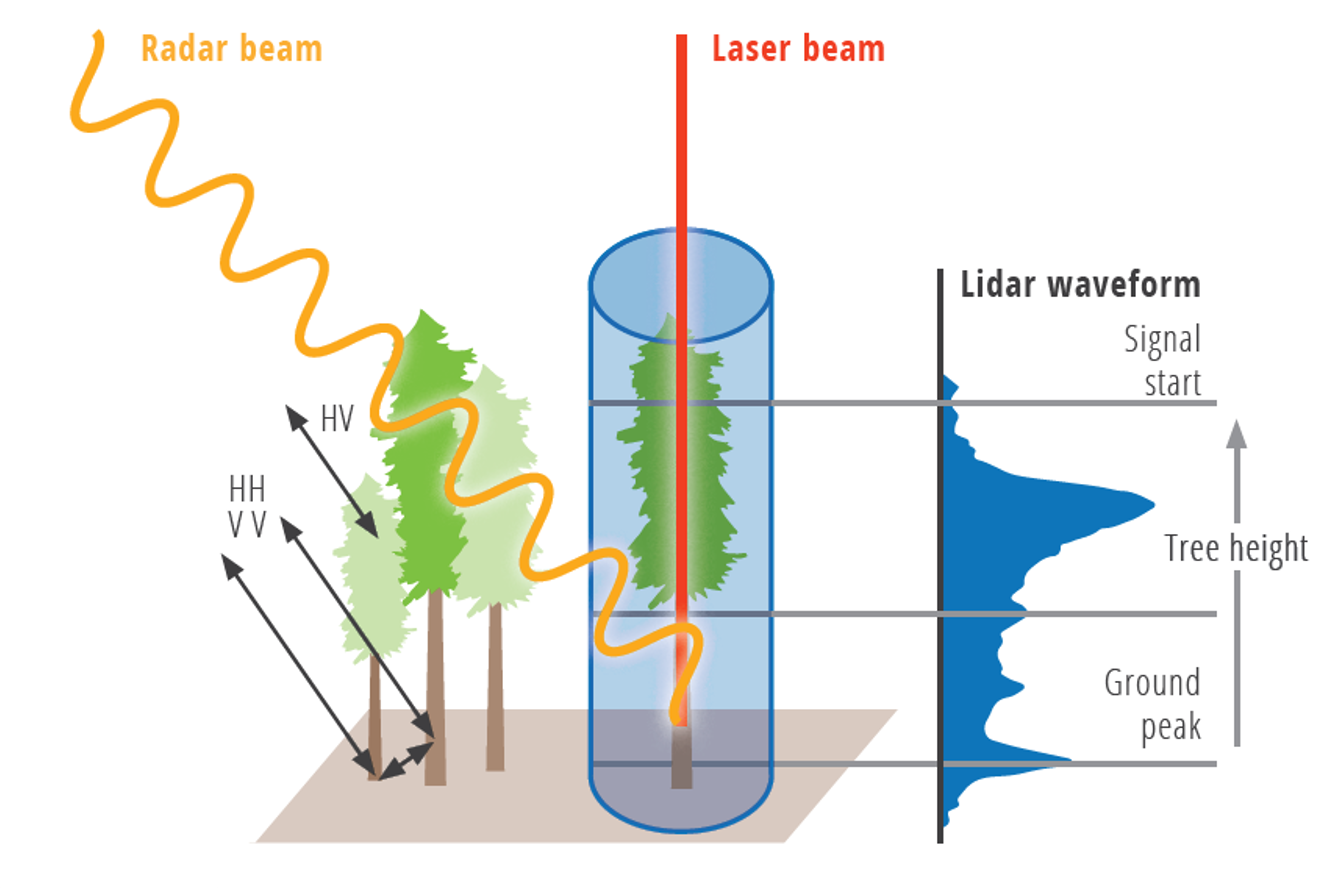 Radar beam
Laser beam
Lidar waveform
Signal
start
HV
HH
V V
Tree height
Ground
peak